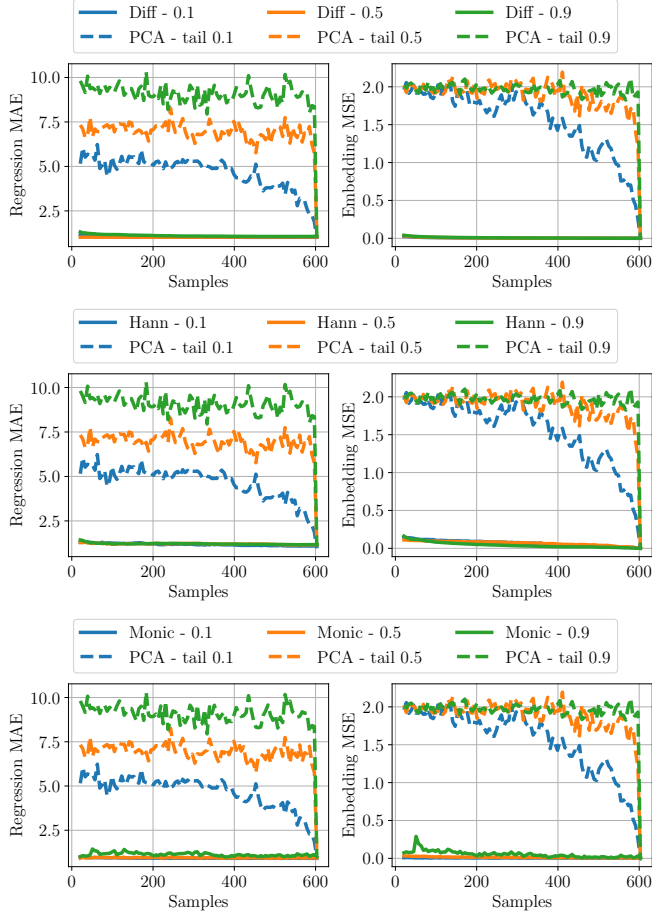 Diff - 0.1 Diff - 0.5 Diff - 0.9
PCA - tail 0.1 PCA - tail 0.5 PCA - tail 0.9
Regression MAE
10.0
7.5
5.0
2.5
0 200 400 600
Samples
Embedding MSE
2.0
1.5
1.0
0.5
0.0
0 200 400 600
Samples
Hann - 0.1 Hann - 0.5 Hann - 0.9
PCA - tail 0.1 PCA - tail 0.5 PCA - tail 0.9
Regression MAE
10.0
7.5
5.0
2.5
0 200 400 600
Samples
Embedding MSE
2.0
1.5
1.0
0.5
0.0
0 200 400 600
Samples
Monic - 0.1 Monic - 0.5 Monic - 0.9
PCA - tail 0.1 PCA - tail 0.5 PCA - tail 0.9
Regression MAE
10.0
7.5
5.0
2.5
0 200 400 600
Samples
Embedding MSE
2.0
1.5
1.0
0.5
0.0
0 200 400 600
Samples